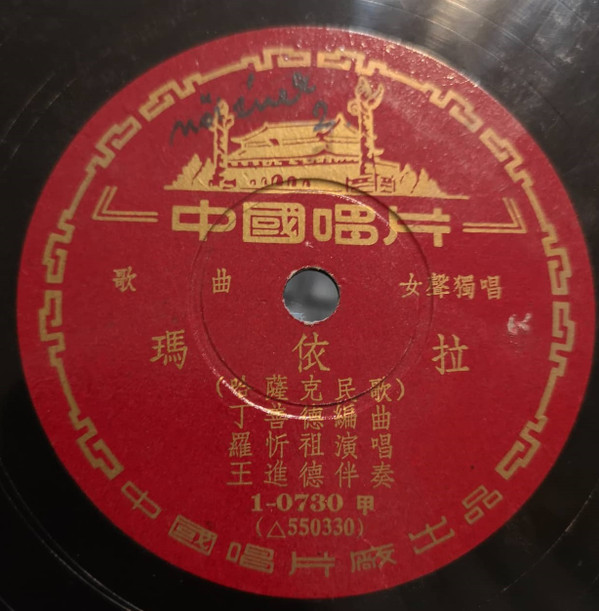 nőiének
2
中國唱片
歌 曲 女聲獨唱
瑪 依 拉
(哈薩克民歌)
丁善德編曲
羅忻祖演唱
王進德伴奏
1-0730 甲
(△550330)
中國唱片廠出品